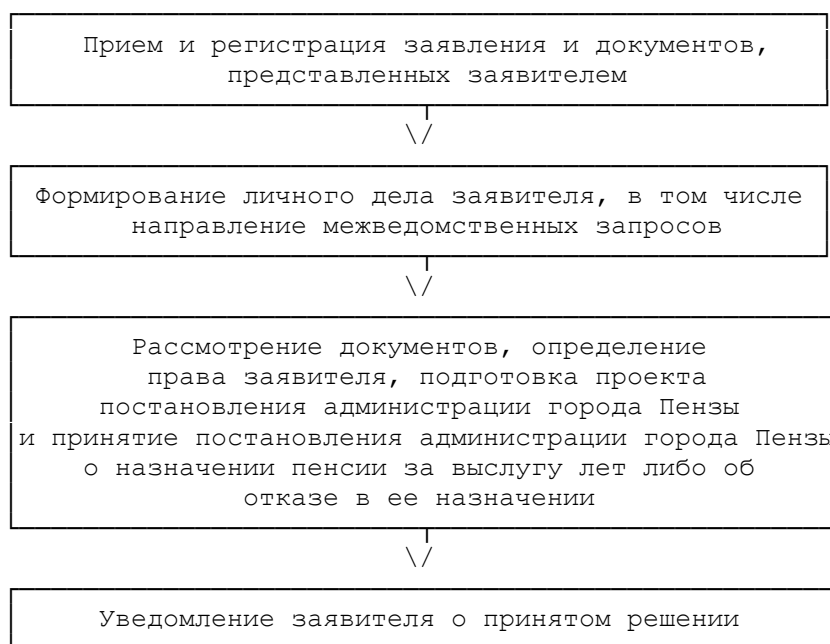 Прием и регистрация заявления и документов,
представленных заявителем
Формирование личного дела заявителя, в том числе
направление межведомственных запросов
Рассмотрение документов, определение
права заявителя, подготовка проекта
постановления администрации города Пензы
и принятие постановления администрации города Пензы
о назначении пенсии за выслугу лет либо об
отказе в ее назначении
Уведомление заявителя о принятом решении